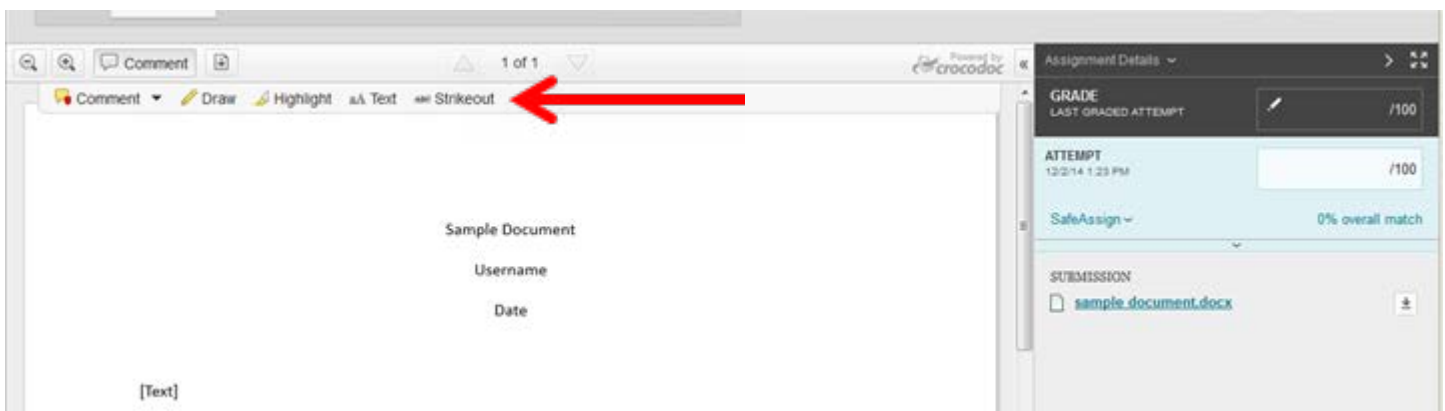 Comment
1 of 1
Powered by
crocodoc
Comment Draw Highlight aA Text abc Strikeout
Sample Document
Username
Date
[Text]
Assignment Details
GRADE
LAST GRADED ATTEMPT
/100
ATTEMPT
12/2/14 1:23 PM
/100
SafeAssign 0% overall match
SUBMISSION
sample document.docx